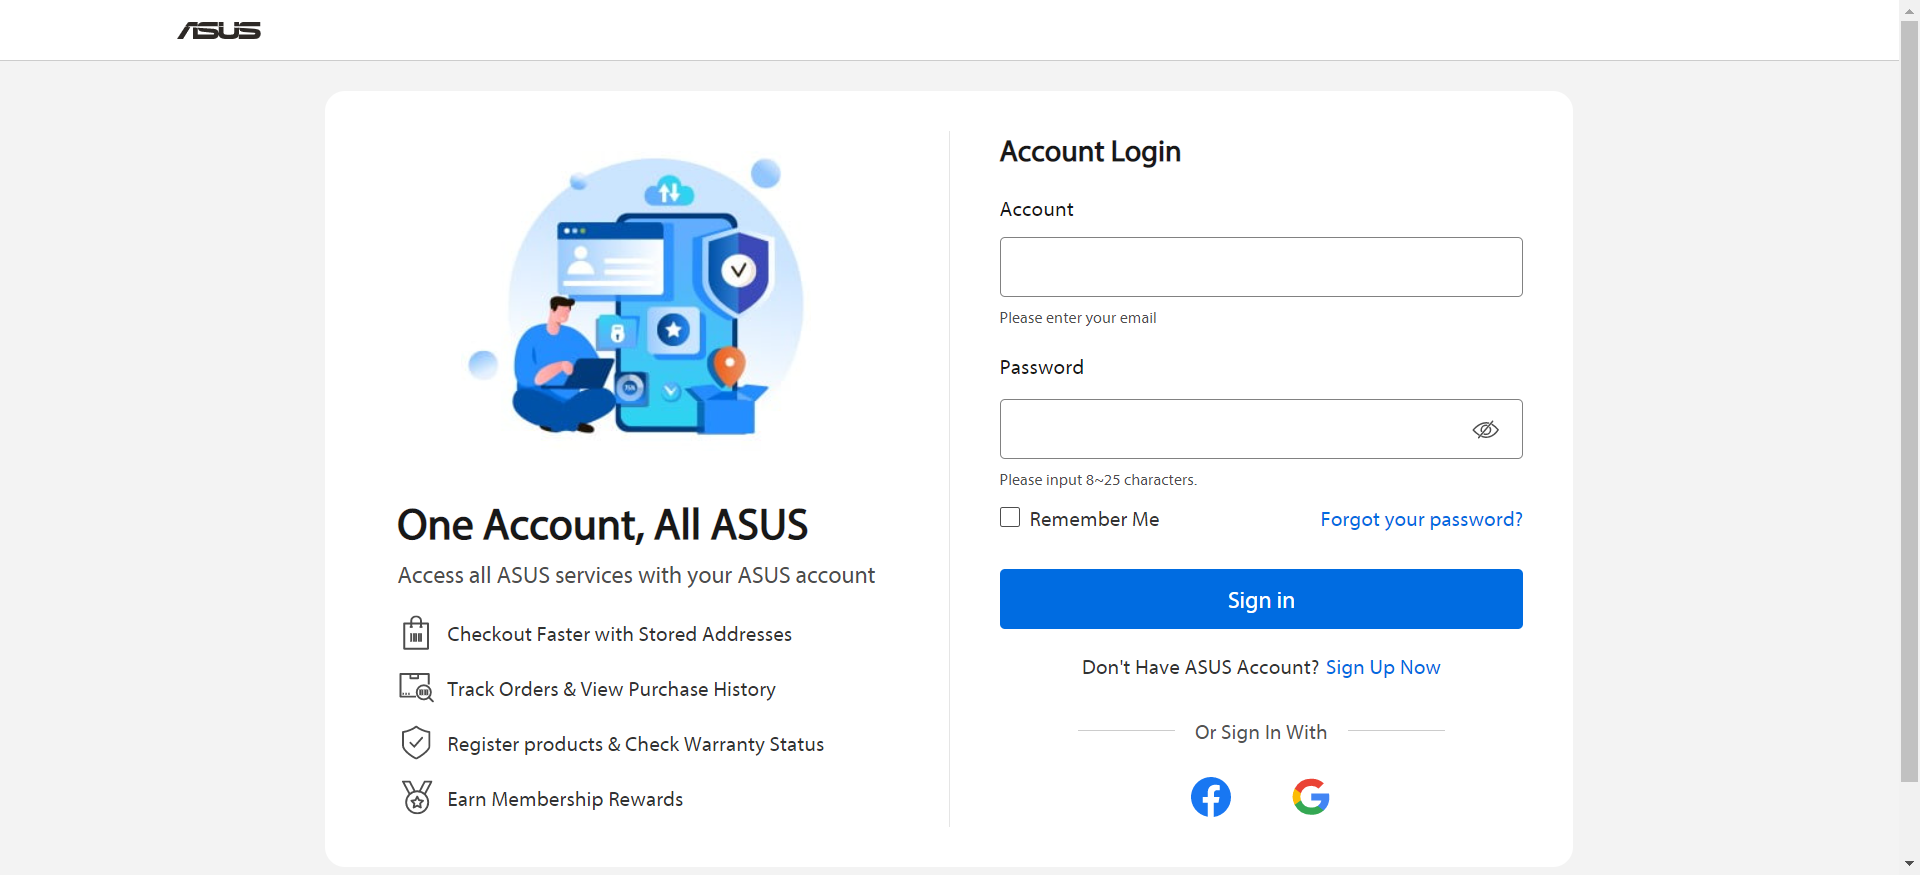 ASUS
One Account, All ASUS
Access all ASUS services with your ASUS account
Checkout Faster with Stored Addresses
Track Orders & View Purchase History
Register products & Check Warranty Status
Earn Membership Rewards
Account Login
Account
Please enter your email
Password
Please input 8~25 characters.
Remember Me
Forgot your password?
Sign in
Don't Have ASUS Account? Sign Up Now
Or Sign In With